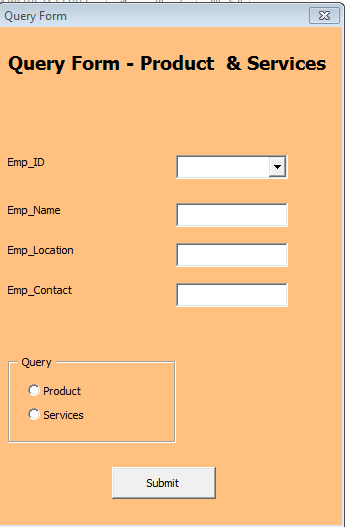 Query Form
Query Form - Product & Services
Emp_ID
Emp_Name
Emp_Location
Emp_Contact
Query
Product
Services
Submit